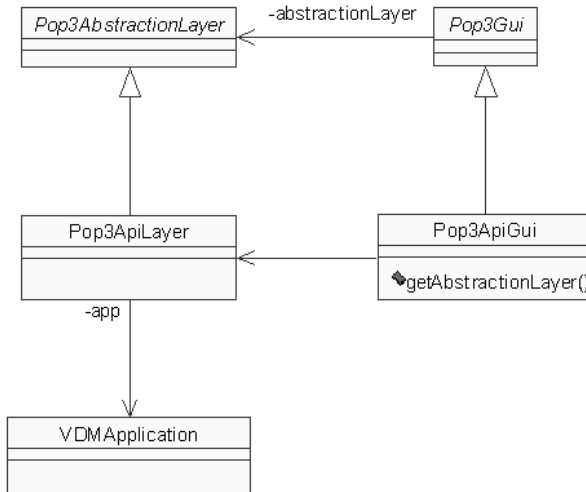 Pop3AbstractionLayer
-abstractionLayer
Pop3Gui
Pop3ApiLayer
Pop3ApiGui
getAbstractionLayer()
-app
VDMApplication